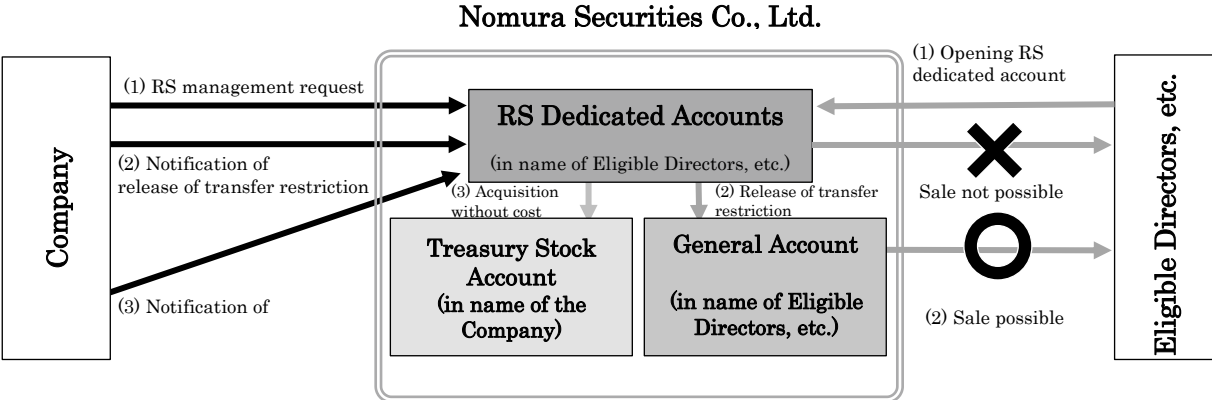 Nomura Securities Co., Ltd.
Company
(1) RS management request
(2) Notification of
release of transfer restriction
(3) Notification of
RS Dedicated Accounts
(in name of Eligible Directors, etc.)
(3) Acquisition
without cost
(2) Release of transfer
restriction
Treasury Stock
Account
(in name of the
Company)
General Account
(in name of Eligible
Directors, etc.)
(1) Opening RS
dedicated account
Sale not possible
(2) Sale possible
Eligible Directors, etc.